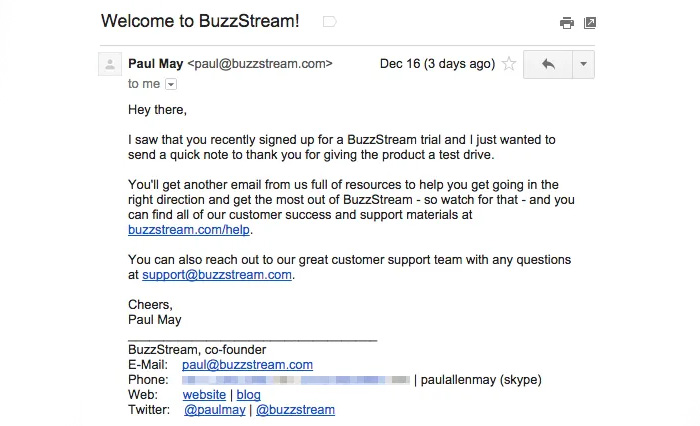 Welcome to BuzzStream!
Paul May <paul@buzzstream.com> Dec 16 (3 days ago)
to me
Hey there,
I saw that you recently signed up for a BuzzStream trial and I just wanted to
send a quick note to thank you for giving the product a test drive.
You'll get another email from us full of resources to help you get going in the
right direction and get the most out of BuzzStream - so watch for that - and you
can find all of our customer success and support materials at
buzzstream.com/help.
You can also reach out to our great customer support team with any questions
at support@buzzstream.com.
Cheers,
Paul May
BuzzStream, co-founder
E-Mail: paul@buzzstream.com
Phone: | paulallenmay (skype)
Web: website | blog
Twitter: @paulmay | @buzzstream